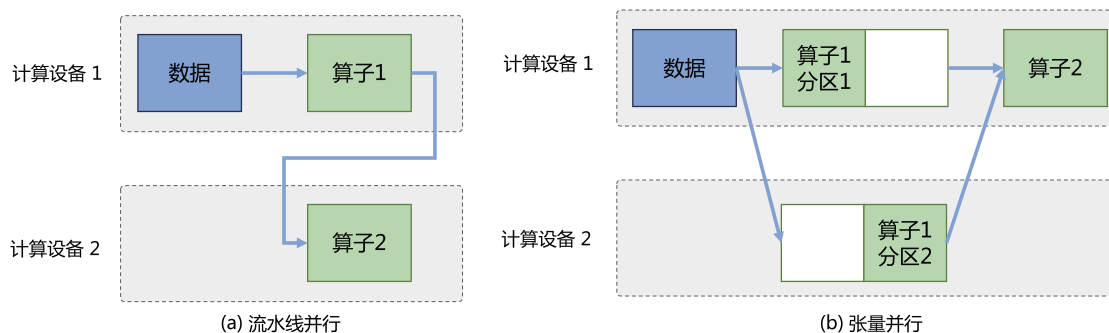 计算设备 1
数据
算子1
计算设备 2
算子2
(a) 流水线并行
计算设备 1
数据
算子1
分区1
算子2
计算设备 2
算子1
分区2
(b) 张量并行